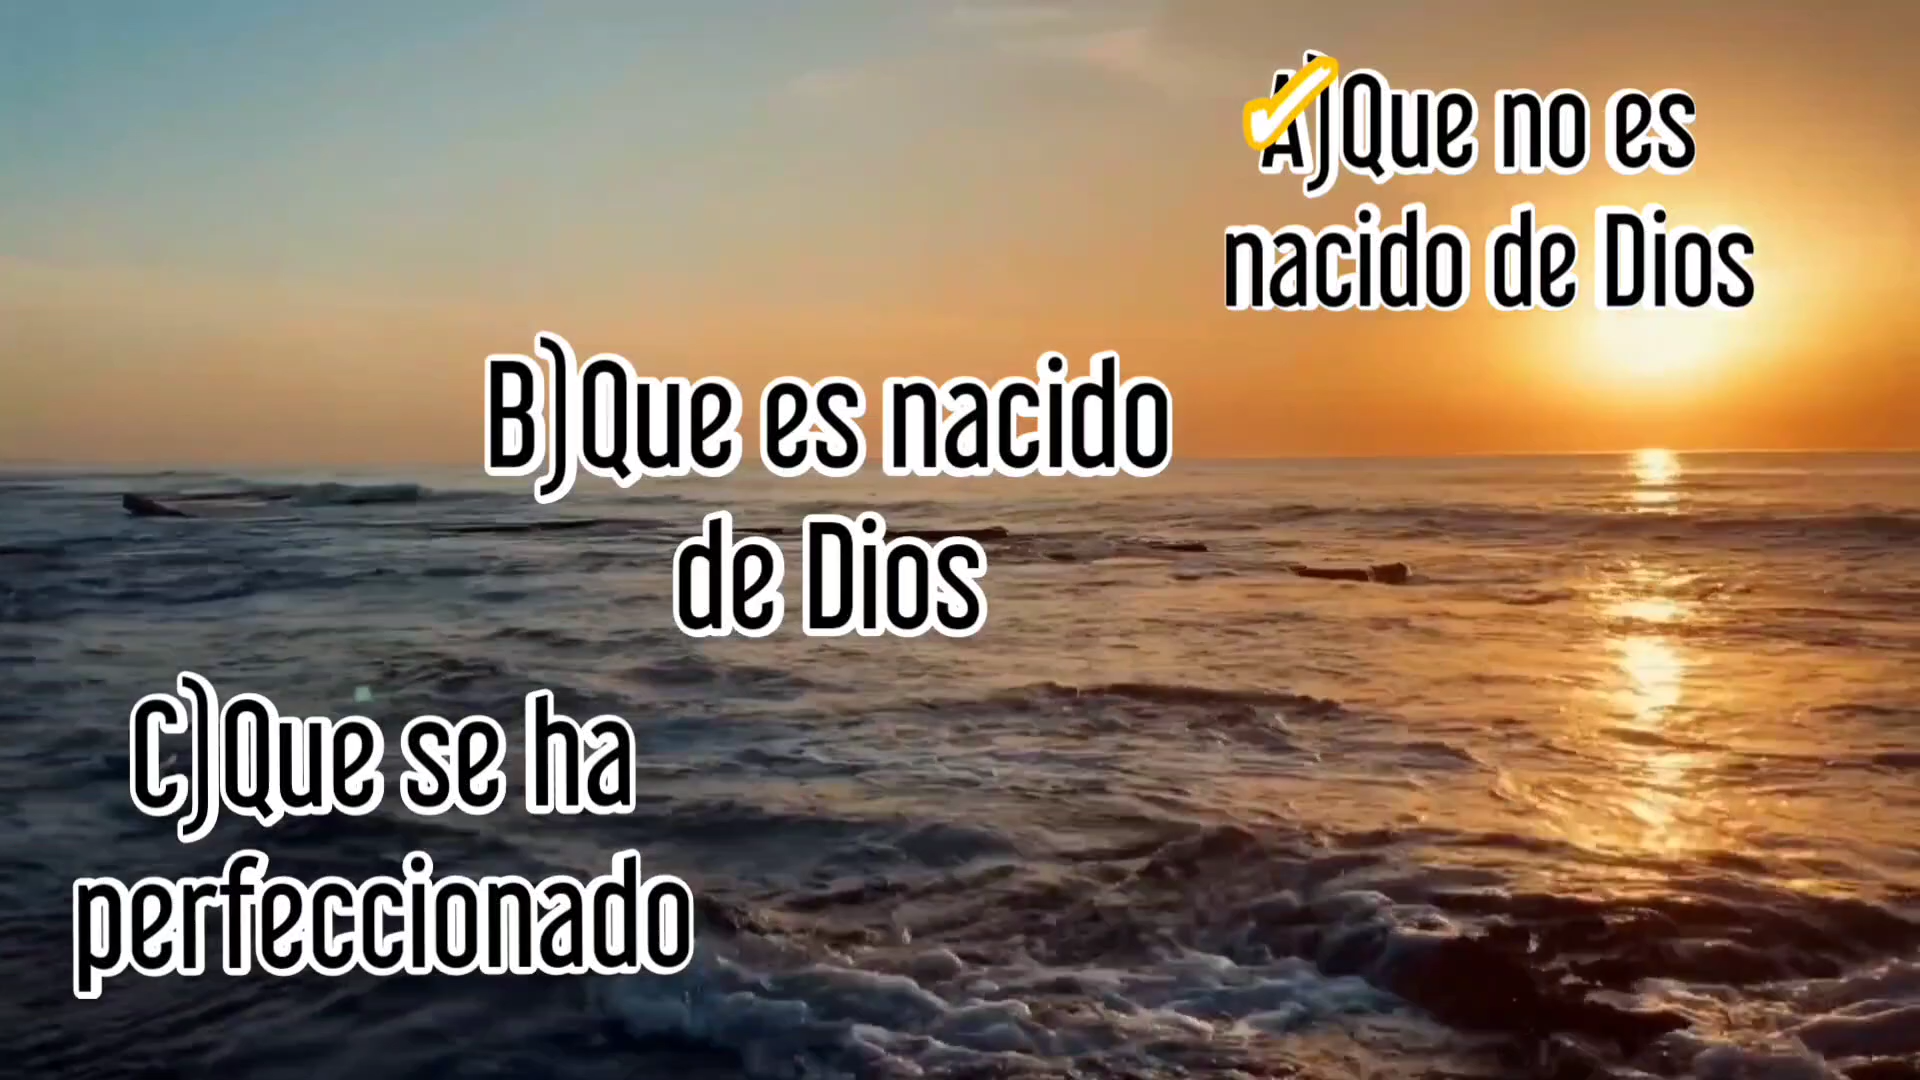 A)Que no es
nacido de Dios
B)Que es nacido
de Dios
C)Que se ha
perfeccionado